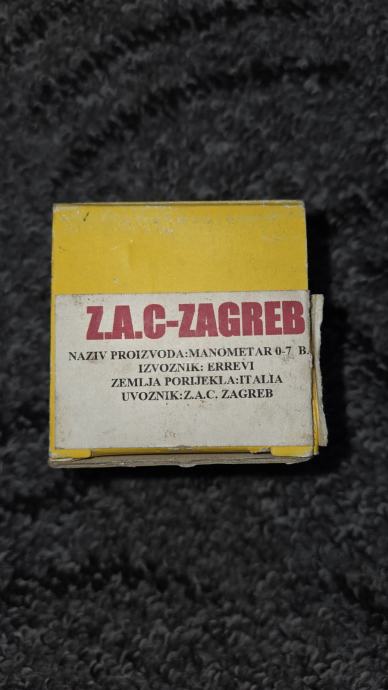 Z.A.C-ZAGREB
NAZIV PROIZVODA:MANOMETAR 0-7 B.
IZVOZNIK: ERREVI
ZEMLJA PORIJEKLA:ITALIA
UVOZNIK:Z.A.C. ZAGREB